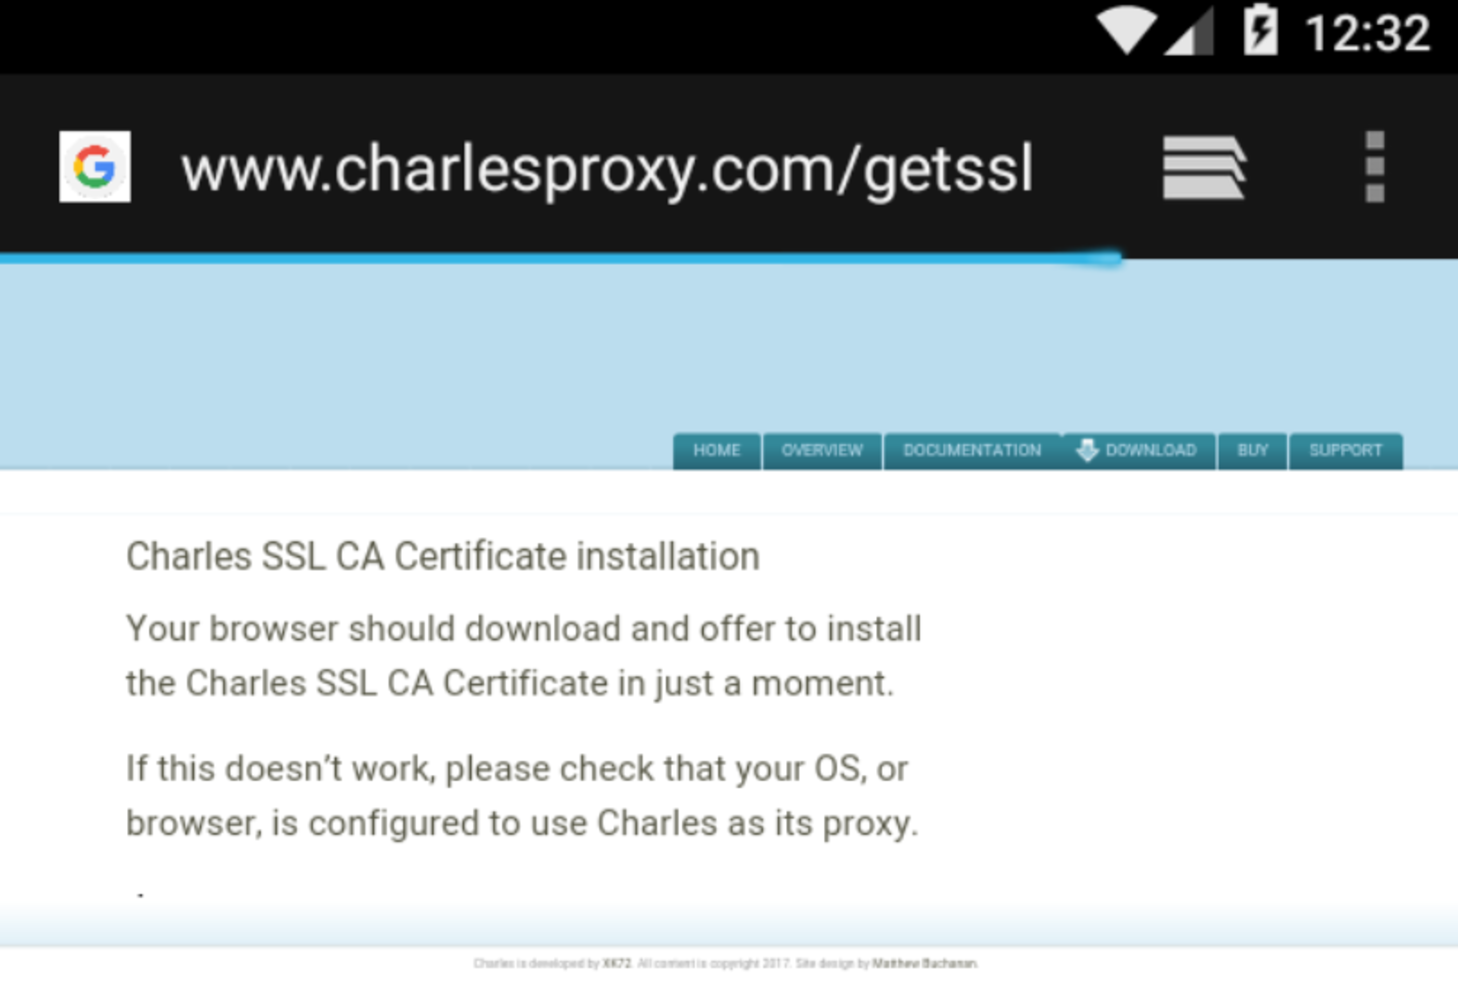 12:32
www.charlesproxy.com/getssl
HOME OVERVIEW DOCUMENTATION DOWNLOAD BUY SUPPORT
Charles SSL CA Certificate installation
Your browser should download and offer to install
the Charles SSL CA Certificate in just a moment.
If this doesn’t work, please check that your OS, or
browser, is configured to use Charles as its proxy.
Charles is developed by XK72. All content is copyright 2017. Site design by Matthew Buchanan.